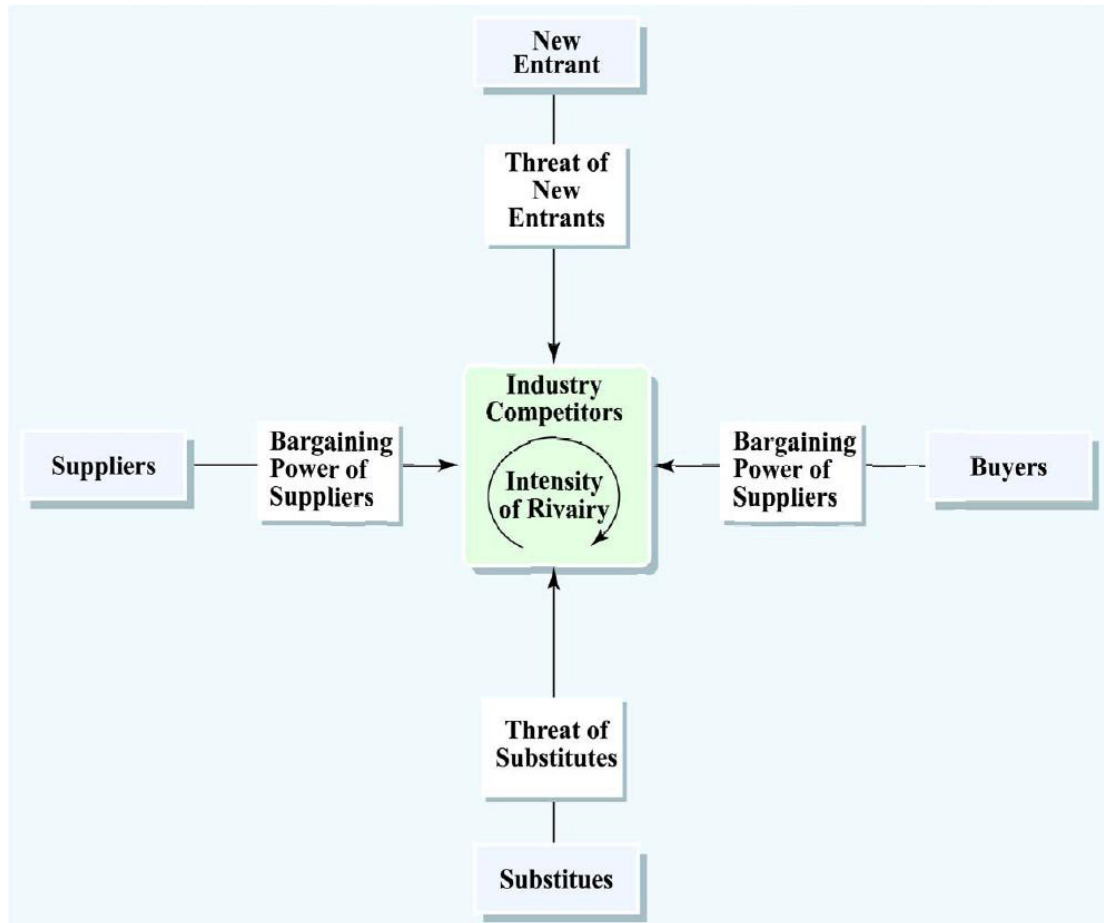 New
Entrant
Threat of
New
Entrants
Industry
Competitors
Suppliers
Bargaining
Power of
Suppliers
Intensity
of Rivairy
Bargaining
Power of
Suppliers
Buyers
Threat of
Substitutes
Substitues